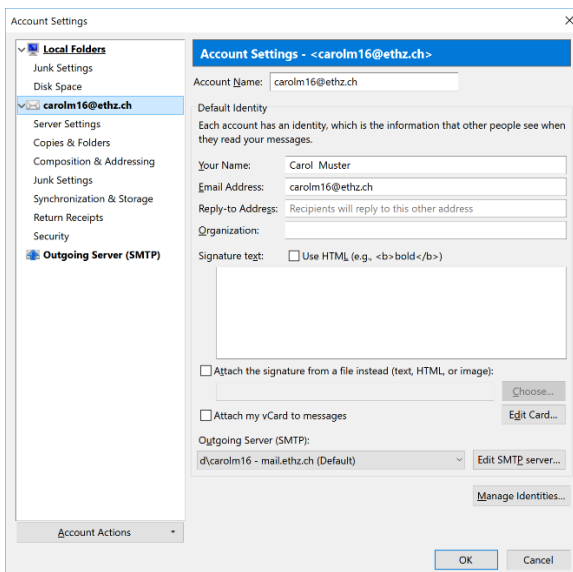 Account Settings
Local Folders
Junk Settings
Disk Space
carolm16@ethz.ch
Server Settings
Copies & Folders
Composition & Addressing
Junk Settings
Synchronization & Storage
Return Receipts
Security
Outgoing Server (SMTP)
Account Actions
Account Settings - <carolm16@ethz.ch>
Account Name: carolm16@ethz.ch
Default Identity
Each account has an identity, which is the information that other people see when
they read your messages.
Your Name: Carol Muster
Email Address: carolm16@ethz.ch
Reply-to Address: Recipients will reply to this other address
Organization:
Signature text: Use HTML (e.g., <b>bold</b>)
Attach the signature from a file instead (text, HTML, or image):
Choose...
Attach my vCard to messages Edit Card...
Outgoing Server (SMTP):
d\carolm16 - mail.ethz.ch (Default) Edit SMTP server...
Manage Identities...
OK Cancel